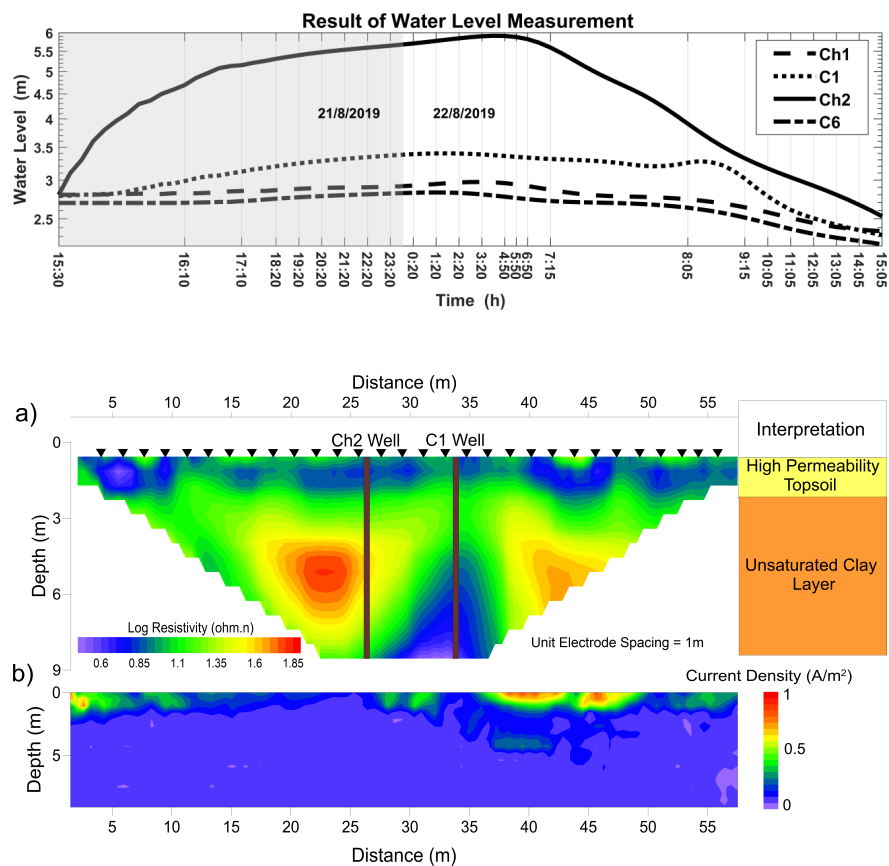 Result of Water Level Measurement
Water Level (m)
6
5.5
5
4.5
4
3.5
3
2.5
21/8/2019
22/8/2019
Ch1
C1
Ch2
C6
15:30 16:10 17:10 18:20 19:20 20:20 21:20 22:20 23:20 0:20 1:20 2:20 3:20 4:50 5:50 6:50 7:15 8:05 9:15 10:05 11:05 12:05 13:05 14:05 15:05
Time (h)
Distance (m)
a)
5 10 15 20 25 30 35 40 45 50 55
Ch2 Well C1 Well
Depth (m)
0
3
6
9
Interpretation
High Permeability
Topsoil
Unsaturated Clay
Layer
Log Resistivity (ohm.n)
0.6 0.85 1.1 1.35 1.6 1.85
Unit Electrode Spacing = 1m
b)
Current Density (A/m²)
Depth (m)
0
5
1
0.5
0
5 10 15 20 25 30 35 40 45 50 55
Distance (m)